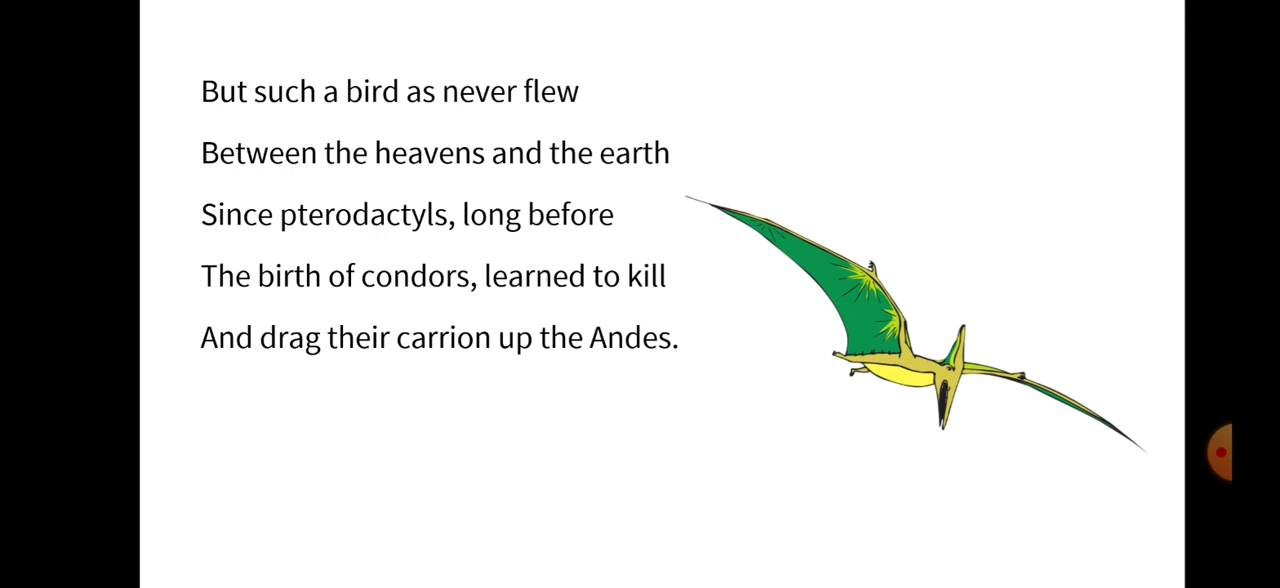 But such a bird as never flew
Between the heavens and the earth
Since pterodactyls, long before
The birth of condors, learned to kill
And drag their carrion up the Andes.